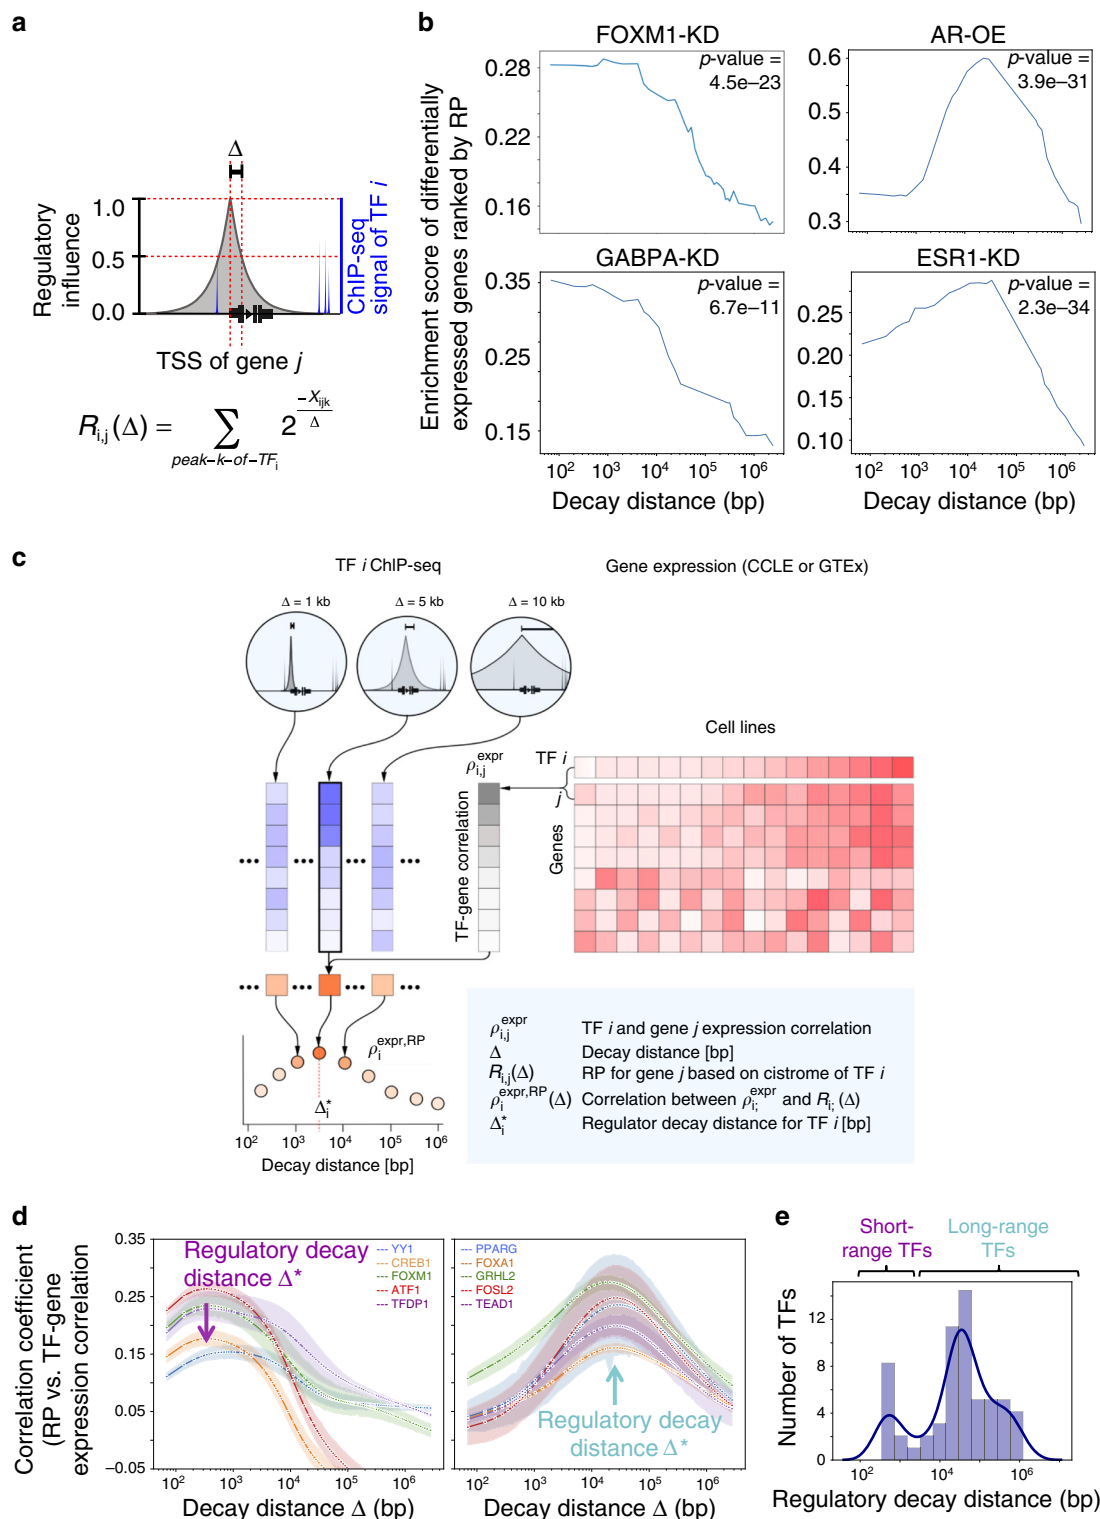 a
Δ
Regulatory
influence
1.0
0.5
0.0
ChIP-seq
signal of TF i
TSS of gene j
R_{i,j}(Δ) = ∑_{peak–k–of–TF_i} 2^{–X_{ijk}/Δ}
b
Enrichment score of differentially
expressed genes ranked by RP
FOXM1-KD
p-value =
4.5e–23
0.28
0.22
0.16
AR-OE
p-value =
3.9e–31
0.6
0.5
0.4
0.3
GABPA-KD
p-value =
6.7e–11
0.35
0.25
0.15
10^2 10^3 10^4 10^5 10^6
Decay distance (bp)
ESR1-KD
p-value =
2.3e–34
0.25
0.20
0.15
0.10
10^2 10^3 10^4 10^5 10^6
Decay distance (bp)
c
TF i ChIP-seq
Gene expression (CCLE or GTEx)
Δ = 1 kb
Δ = 5 kb
Δ = 10 kb
Cell lines
ρ_{i,j}^{expr}
TF i
j
Genes
TF-gene correlation
ρ_i^{expr,RP}
Δ_i^*
10^2 10^3 10^4 10^5 10^6
Decay distance [bp]
ρ_{i,j}^{expr} TF i and gene j expression correlation
Δ Decay distance [bp]
R_{i,j}(Δ) RP for gene j based on cistrome of TF i
ρ_i^{expr,RP}(Δ) Correlation between ρ_{i;}^{expr} and R_{i;}(Δ)
Δ_i^* Regulator decay distance for TF i [bp]
d
Correlation coefficient
(RP vs. TF-gene
expression correlation
0.35
0.25
0.15
0.05
–0.05
Regulatory decay
distance Δ*
YY1
CREB1
FOXM1
ATF1
TFDP1
10^2 10^3 10^4 10^5 10^6
Decay distance Δ (bp)
PPARG
FOXA1
GRHL2
FOSL2
TEAD1
Regulatory decay
distance Δ*
10^2 10^3 10^4 10^5 10^6
Decay distance Δ (bp)
e
Short-
range TFs
Long-range
TFs
Number of TFs
12
8
4
0
10^2 10^4 10^6
Regulatory decay distance (bp)